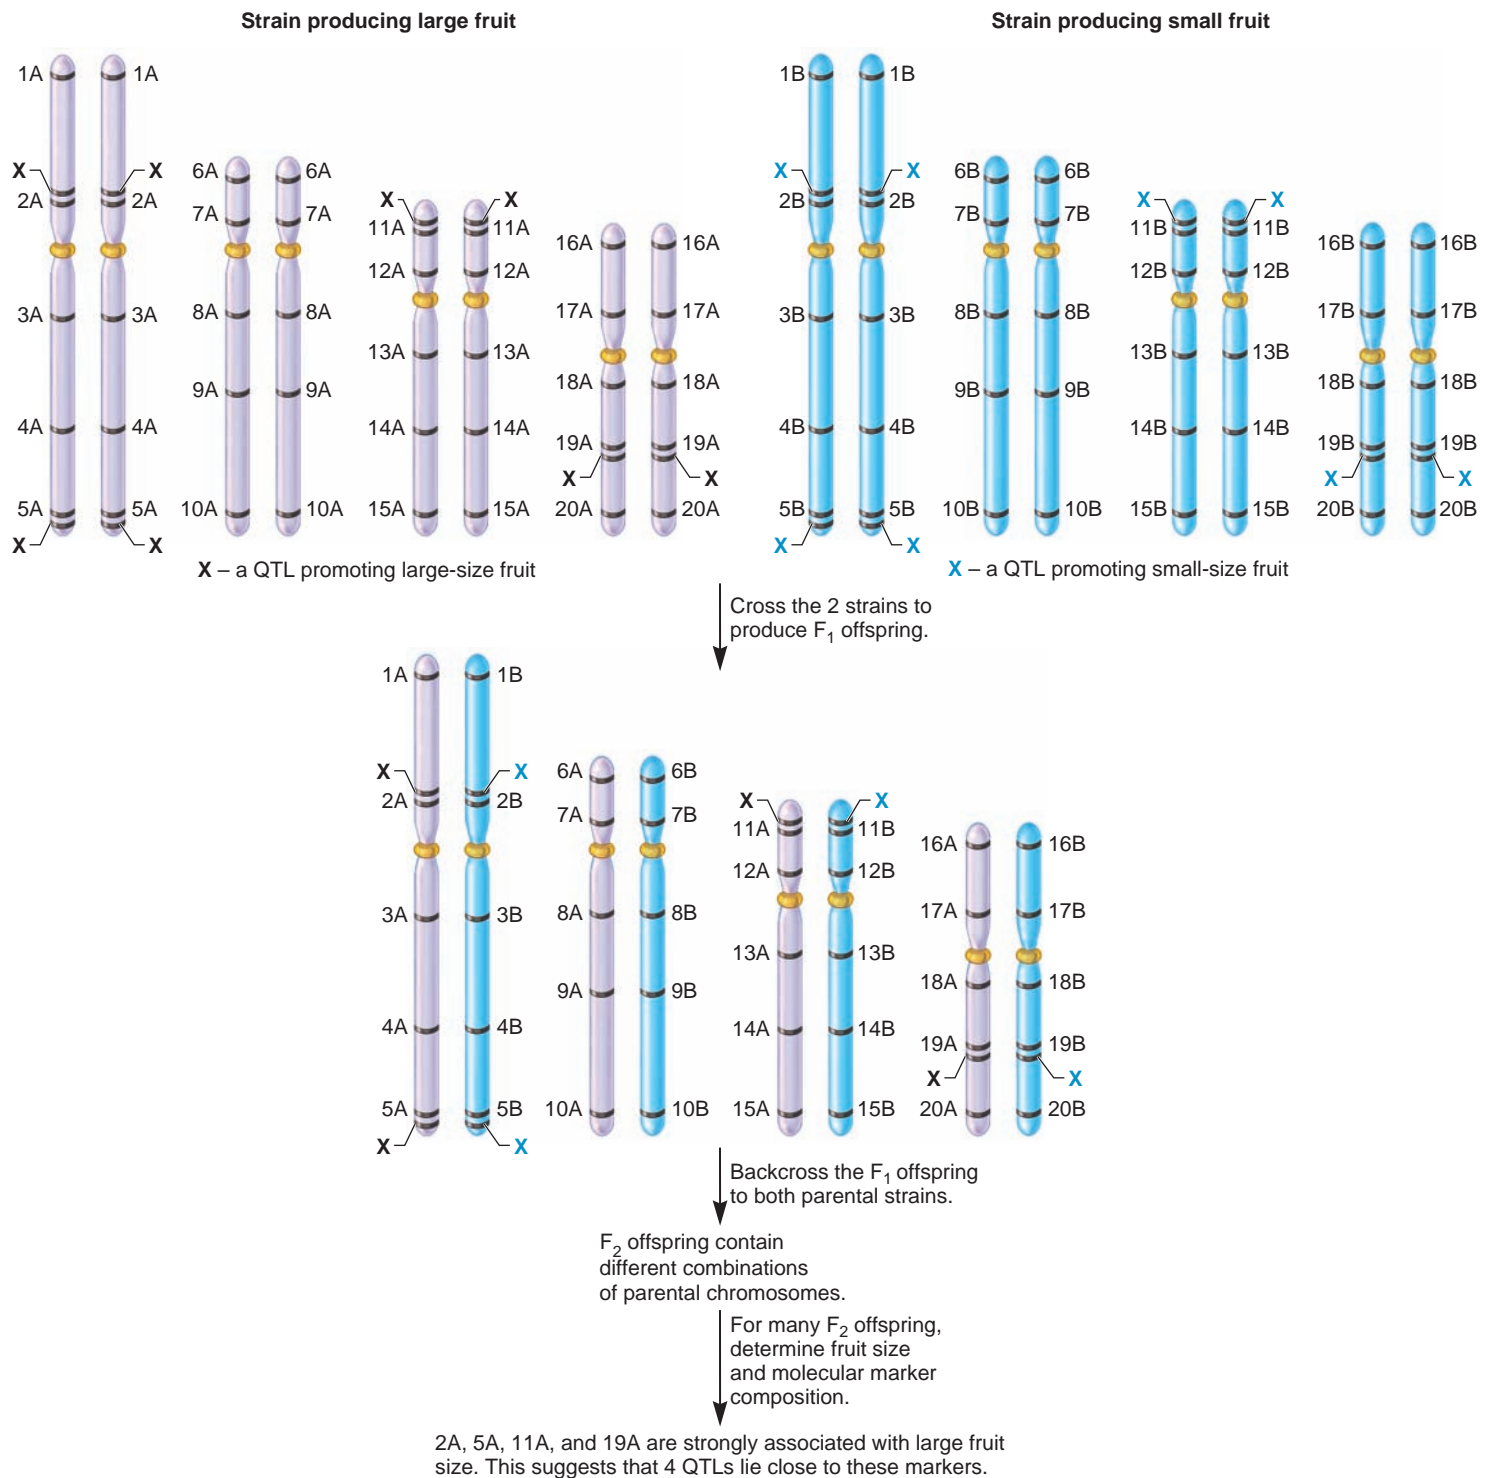 Strain producing large fruit
1A 1A
X X
2A 2A
3A 3A
4A 4A
5A 5A
X X
6A 6A
7A 7A
8A 8A
9A 9A
10A 10A
X X
11A 11A
12A 12A
13A 13A
14A 14A
15A 15A
16A 16A
17A 17A
18A 18A
19A 19A
X X
20A 20A
X – a QTL promoting large-size fruit
Strain producing small fruit
1B 1B
X X
2B 2B
3B 3B
4B 4B
5B 5B
X X
6B 6B
7B 7B
8B 8B
9B 9B
10B 10B
X X
11B 11B
12B 12B
13B 13B
14B 14B
15B 15B
16B 16B
17B 17B
18B 18B
19B 19B
X X
20B 20B
X – a QTL promoting small-size fruit
Cross the 2 strains to
produce F1 offspring.
1A 1B
X X
2A 2B
3A 3B
4A 4B
5A 5B
X X
6A 6B
7A 7B
8A 8B
9A 9B
10A 10B
X X
11A 11B
12A 12B
13A 13B
14A 14B
15A 15B
16A 16B
17A 17B
18A 18B
19A 19B
X X
20A 20B
Backcross the F1 offspring
to both parental strains.
F2 offspring contain
different combinations
of parental chromosomes.
For many F2 offspring,
determine fruit size
and molecular marker
composition.
2A, 5A, 11A, and 19A are strongly associated with large fruit
size. This suggests that 4 QTLs lie close to these markers.